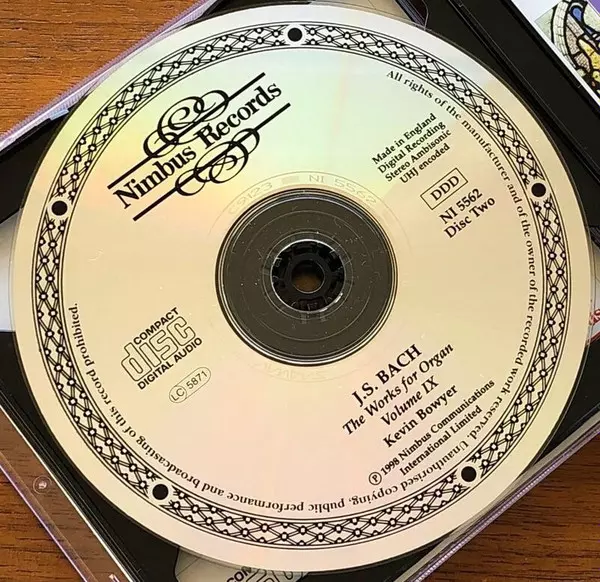 Nimbus Records
Made in England
Digital Recording
Stereo Ambisonic
UHJ encoded
DDD
NI 5562
Disc Two
NI 5562
COMPACT
disc
DIGITAL AUDIO
LC 5871
J.S. BACH
The Works for Organ
Volume IX
Kevin Bowyer
Ⓟ 1998 Nimbus Communications
International Limited
All rights of the manufacturer and of the owner of the recorded work reserved. Unauthorised copying, public performance and broadcasting of this record prohibited.